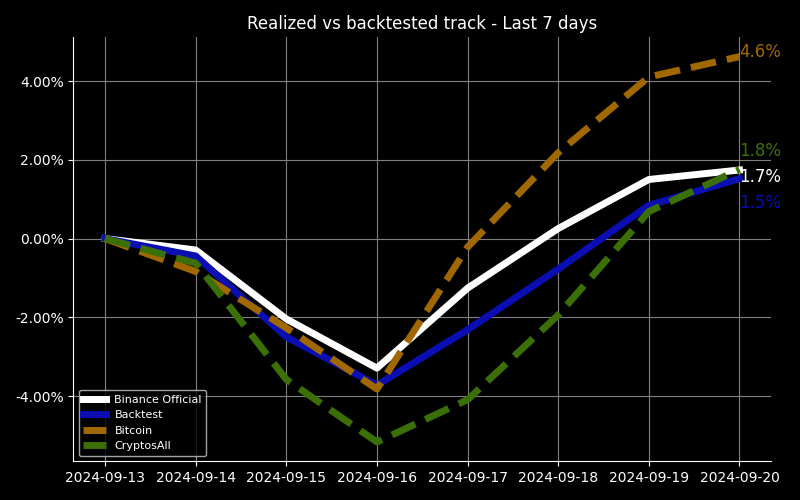 Realized vs backtested track - Last 7 days
4.6%
4.00%
2.00%
1.8%
1.7%
1.5%
0.00%
-2.00%
-4.00%
Binance Official
Backtest
Bitcoin
CryptosAll
2024-09-13 2024-09-14 2024-09-15 2024-09-16 2024-09-17 2024-09-18 2024-09-19 2024-09-20